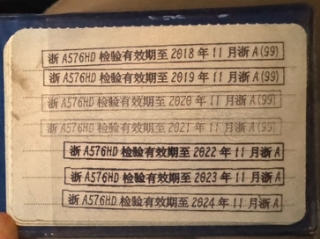 浙 A576HD 检验有效期至 2018 年 11 月浙 A(99)
浙 A576HD 检验有效期至 2019 年 11 月浙 A(99)
浙 A576HD 检验有效期至 2020 年 11 月浙 A(99)
浙 A576HD 检验有效期至 2021 年 11 月浙 A(99)
浙 A576HD 检验有效期至 2022 年 11 月浙 A
浙 A576HD 检验有效期至 2023 年 11 月浙 A
浙 A576HD 检验有效期至 2024 年 11 月浙 A